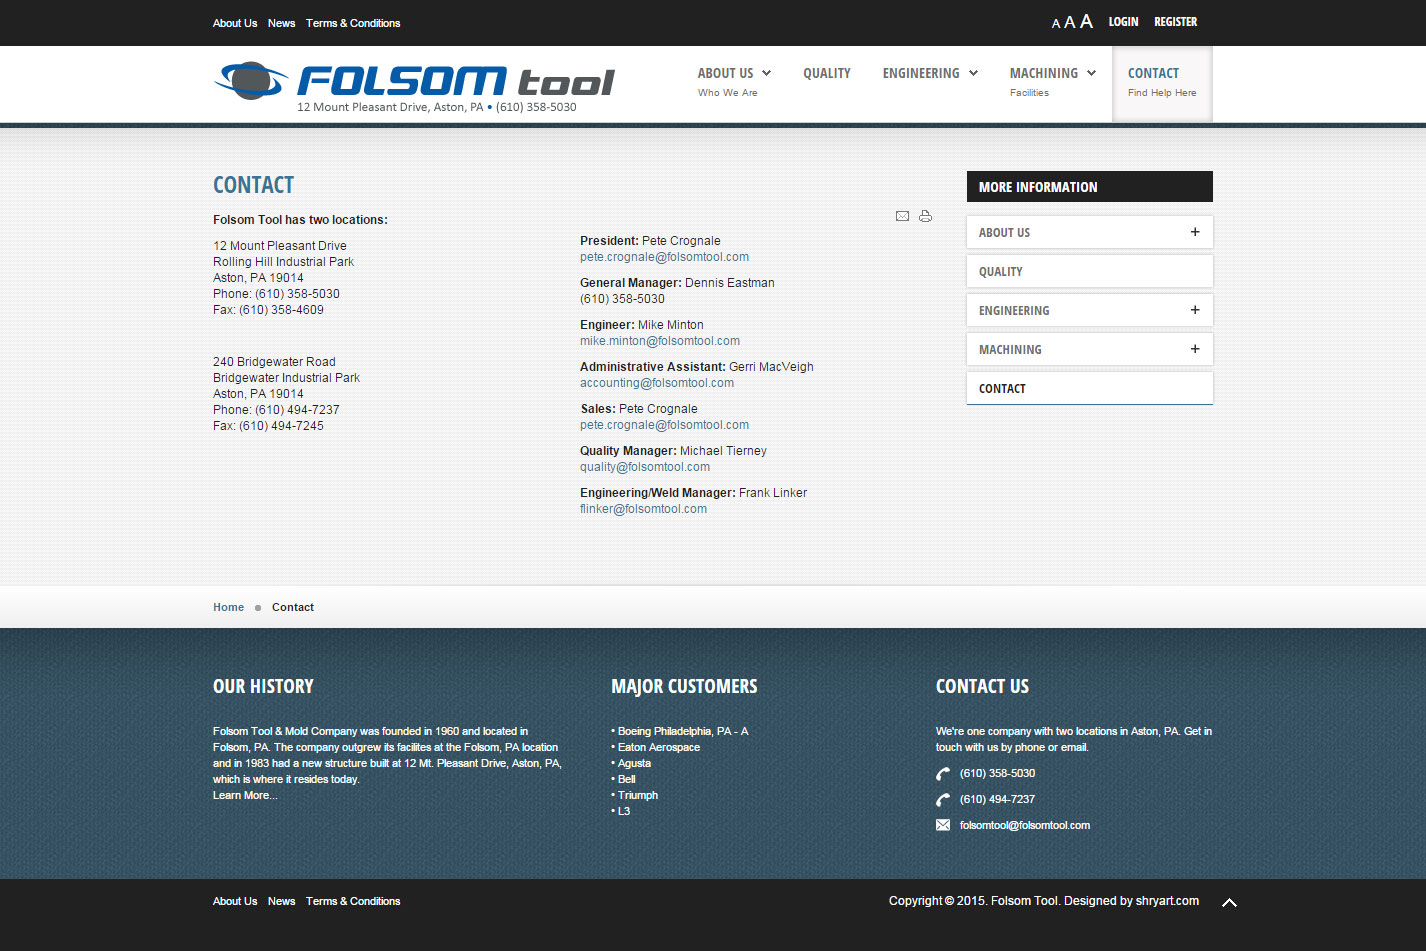 About Us News Terms & Conditions
A A A LOGIN REGISTER
FOLSOM tool
12 Mount Pleasant Drive, Aston, PA • (610) 358-5030
ABOUT US
Who We Are
QUALITY
ENGINEERING
MACHINING
Facilities
CONTACT
Find Help Here
CONTACT
Folsom Tool has two locations:
12 Mount Pleasant Drive
Rolling Hill Industrial Park
Aston, PA 19014
Phone: (610) 358-5030
Fax: (610) 358-4609
240 Bridgewater Road
Bridgewater Industrial Park
Aston, PA 19014
Phone: (610) 494-7237
Fax: (610) 494-7245
President: Pete Crognale
pete.crognale@folsomtool.com
General Manager: Dennis Eastman
(610) 358-5030
Engineer: Mike Minton
mike.minton@folsomtool.com
Administrative Assistant: Gerri MacVeigh
accounting@folsomtool.com
Sales: Pete Crognale
pete.crognale@folsomtool.com
Quality Manager: Michael Tierney
quality@folsomtool.com
Engineering/Weld Manager: Frank Linker
flinker@folsomtool.com
MORE INFORMATION
ABOUT US +
QUALITY
ENGINEERING +
MACHINING +
CONTACT
Home Contact
OUR HISTORY
Folsom Tool & Mold Company was founded in 1960 and located in
Folsom, PA. The company outgrew its facilites at the Folsom, PA location
and in 1983 had a new structure built at 12 Mt. Pleasant Drive, Aston, PA,
which is where it resides today.
Learn More...
MAJOR CUSTOMERS
• Boeing Philadelphia, PA - A
• Eaton Aerospace
• Agusta
• Bell
• Triumph
• L3
CONTACT US
We're one company with two locations in Aston, PA. Get in
touch with us by phone or email.
(610) 358-5030
(610) 494-7237
folsomtool@folsomtool.com
About Us News Terms & Conditions
Copyright © 2015. Folsom Tool. Designed by shryart.com